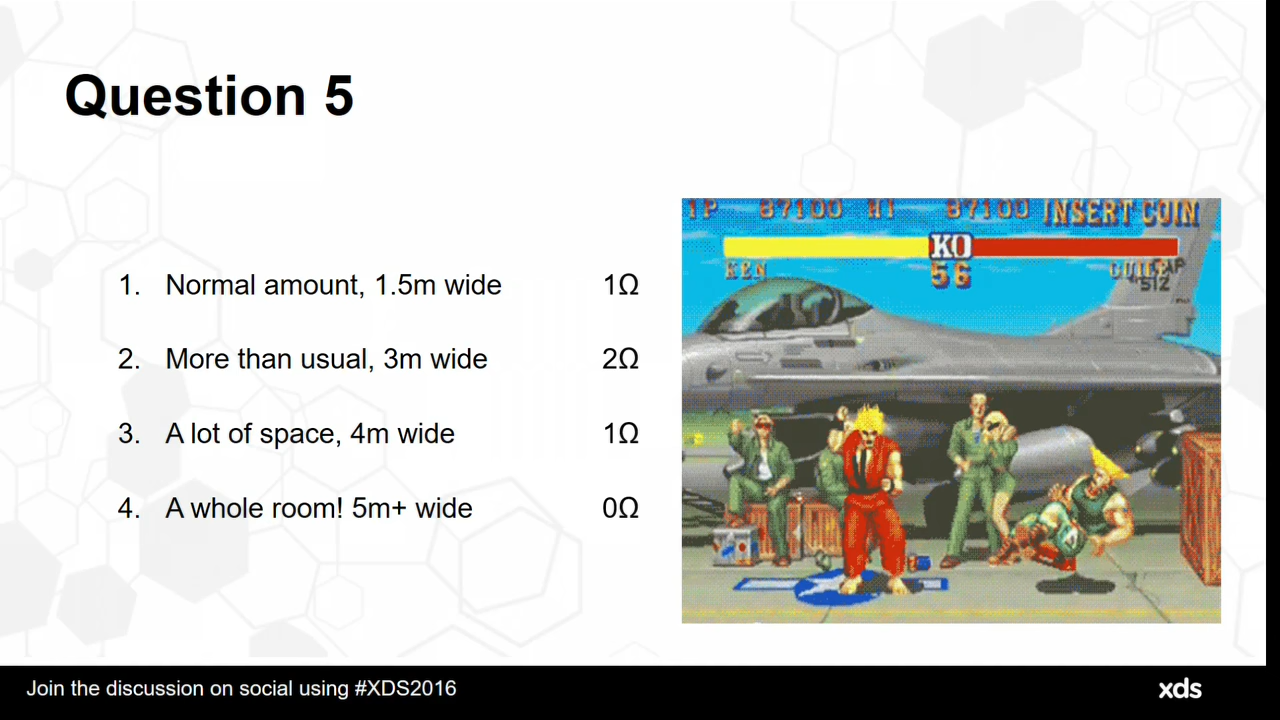 Question 5
1. Normal amount, 1.5m wide 1Ω
2. More than usual, 3m wide 2Ω
3. A lot of space, 4m wide 1Ω
4. A whole room! 5m+ wide 0Ω
1P 87100 HI 87100 INSERT COIN
KO
KEN 56 GUILE
512
Join the discussion on social using #XDS2016
xds